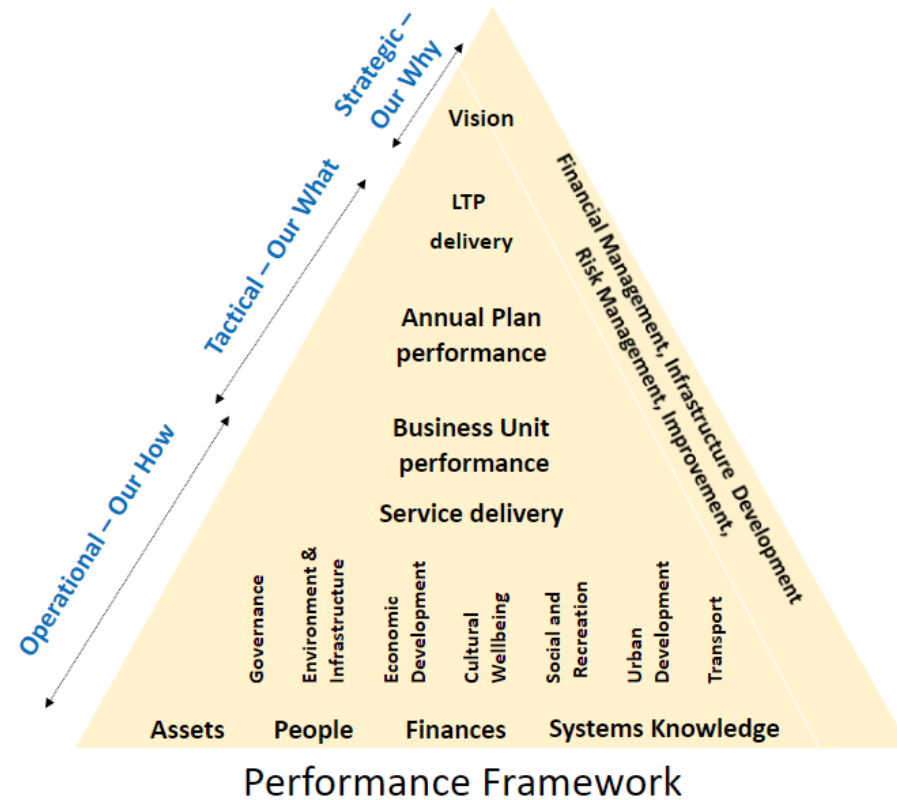 Strategic –
Our Why
Tactical – Our What
Operational – Our How
Vision
LTP
delivery
Annual Plan
performance
Business Unit
performance
Service delivery
Governance
Environment &
Infrastructure
Economic
Development
Cultural
Wellbeing
Social and
Recreation
Urban
Development
Transport
Assets People Finances Systems Knowledge
Financial Management, Infrastructure Development
Risk Management, Improvement,
Performance Framework